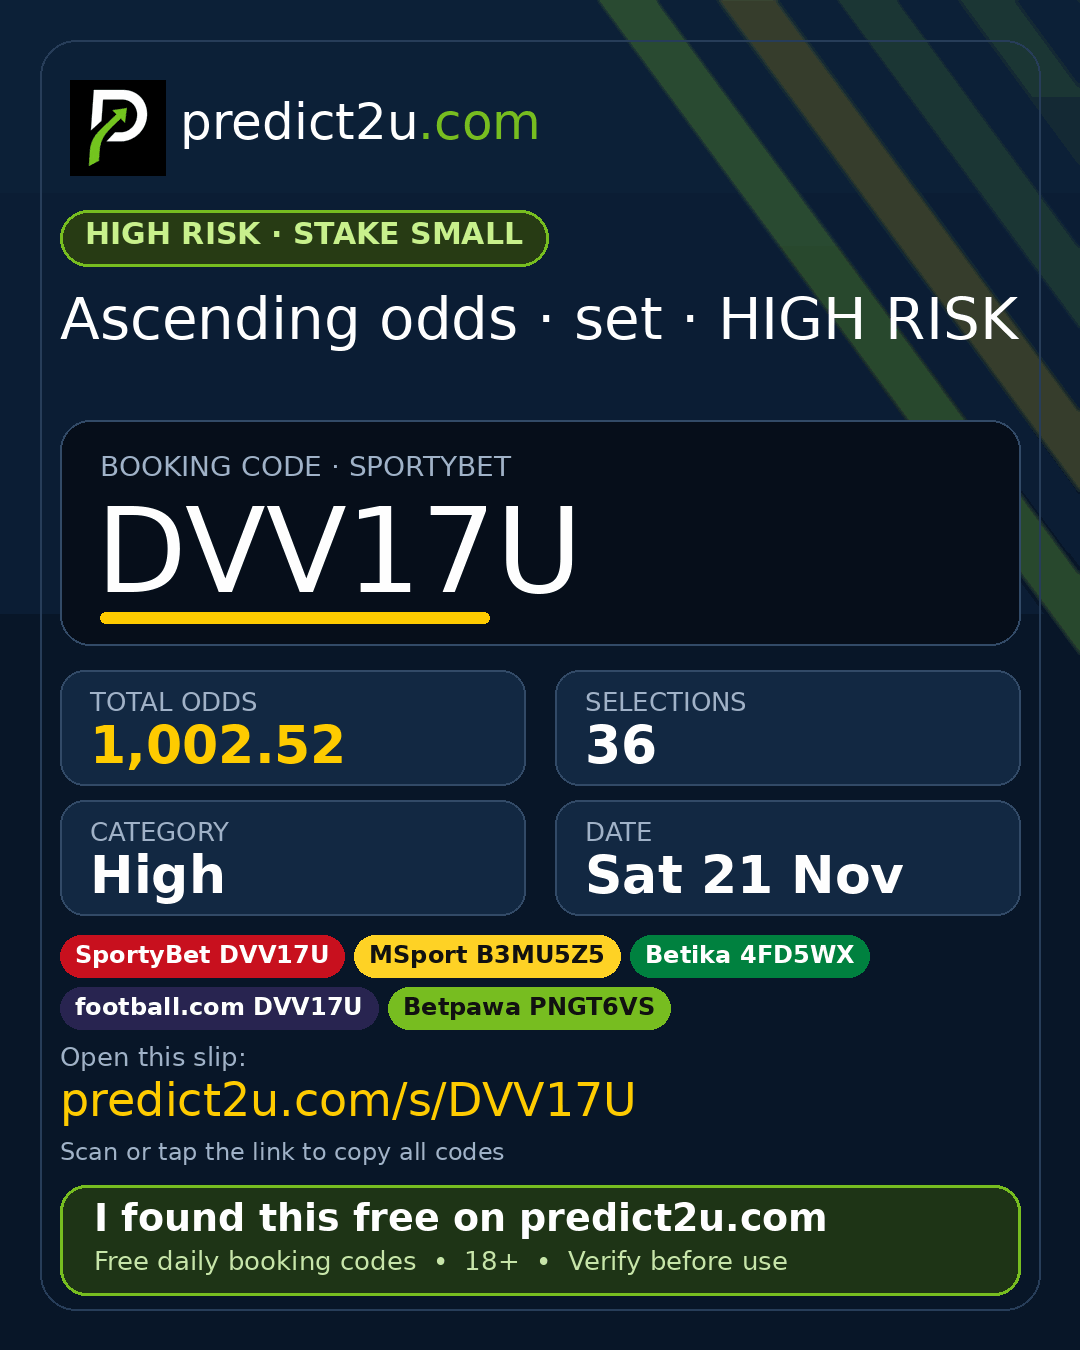 predict2u.com
HIGH RISK · STAKE SMALL
Ascending odds · set · HIGH RISK
BOOKING CODE · SPORTYBET
DVV17U
TOTAL ODDS
1,002.52
SELECTIONS
36
CATEGORY
High
DATE
Sat 21 Nov
SportyBet DVV17U
MSport B3MU5Z5
Betika 4FD5WX
football.com DVV17U
Betpawa PNGT6VS
Open this slip:
predict2u.com/s/DVV17U
Scan or tap the link to copy all codes
I found this free on predict2u.com
Free daily booking codes • 18+ • Verify before use